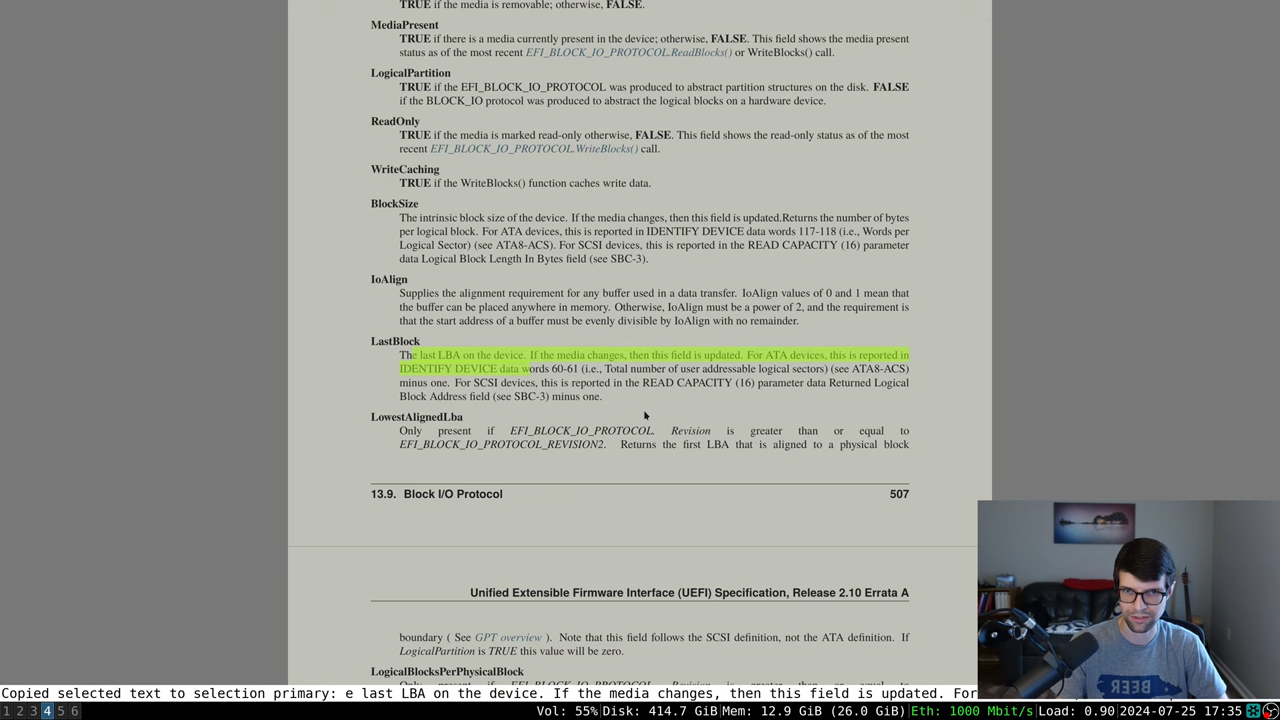 TRUE if the media is removable; otherwise, FALSE.
MediaPresent
TRUE if there is a media currently present in the device; otherwise, FALSE. This field shows the media present
status as of the most recent EFI_BLOCK_IO_PROTOCOL.ReadBlocks() or WriteBlocks() call.
LogicalPartition
TRUE if the EFI_BLOCK_IO_PROTOCOL was produced to abstract partition structures on the disk. FALSE
if the BLOCK_IO protocol was produced to abstract the logical blocks on a hardware device.
ReadOnly
TRUE if the media is marked read-only otherwise, FALSE. This field shows the read-only status as of the most
recent EFI_BLOCK_IO_PROTOCOL.WriteBlocks() call.
WriteCaching
TRUE if the WriteBlocks() function caches write data.
BlockSize
The intrinsic block size of the device. If the media changes, then this field is updated.Returns the number of bytes
per logical block. For ATA devices, this is reported in IDENTIFY DEVICE data words 117-118 (i.e., Words per
Logical Sector) (see ATA8-ACS). For SCSI devices, this is reported in the READ CAPACITY (16) parameter
data Logical Block Length In Bytes field (see SBC-3).
IoAlign
Supplies the alignment requirement for any buffer used in a data transfer. IoAlign values of 0 and 1 mean that
the buffer can be placed anywhere in memory. Otherwise, IoAlign must be a power of 2, and the requirement is
that the start address of a buffer must be evenly divisible by IoAlign with no remainder.
LastBlock
The last LBA on the device. If the media changes, then this field is updated. For ATA devices, this is reported in
IDENTIFY DEVICE data words 60-61 (i.e., Total number of user addressable logical sectors) (see ATA8-ACS)
minus one. For SCSI devices, this is reported in the READ CAPACITY (16) parameter data Returned Logical
Block Address field (see SBC-3) minus one.
LowestAlignedLba
Only present if EFI_BLOCK_IO_PROTOCOL. Revision is greater than or equal to
EFI_BLOCK_IO_PROTOCOL_REVISION2. Returns the first LBA that is aligned to a physical block
13.9. Block I/O Protocol 507
Unified Extensible Firmware Interface (UEFI) Specification, Release 2.10 Errata A
boundary ( See GPT overview ). Note that this field follows the SCSI definition, not the ATA definition. If
LogicalPartition is TRUE this value will be zero.
LogicalBlocksPerPhysicalBlock
Only present if EFI_BLOCK_IO_PROTOCOL. Revision is greater than or equal to
BEER
Copied selected text to selection primary: e last LBA on the device. If the media changes, then this field is updated. For
1 2 3 4 5 6 Vol: 55% Disk: 414.7 GiB Mem: 12.9 GiB (26.0 GiB) Eth: 1000 Mbit/s Load: 0.90 2024-07-25 17:35